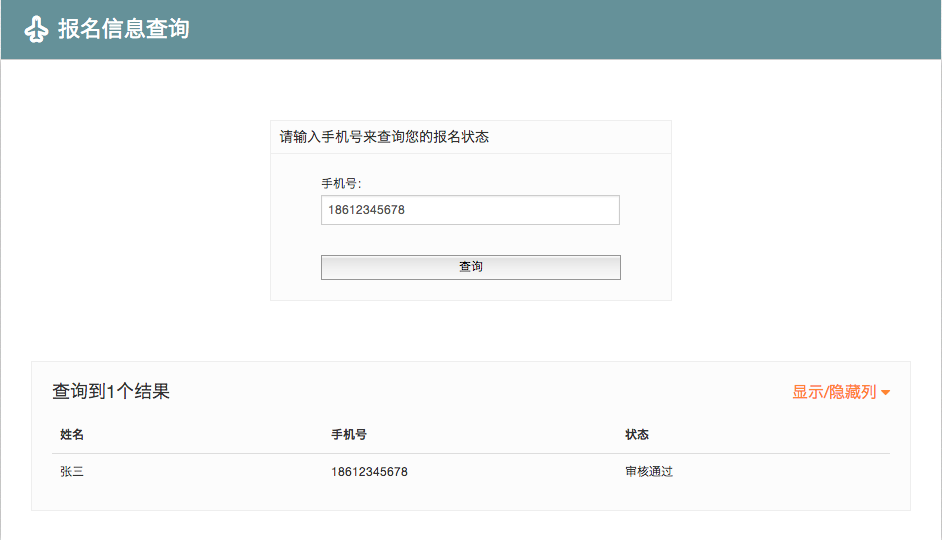 报名信息查询
请输入手机号来查询您的报名状态
手机号:
18612345678
查询
查询到1个结果 显示/隐藏列
姓名 手机号 状态
张三 18612345678 审核通过